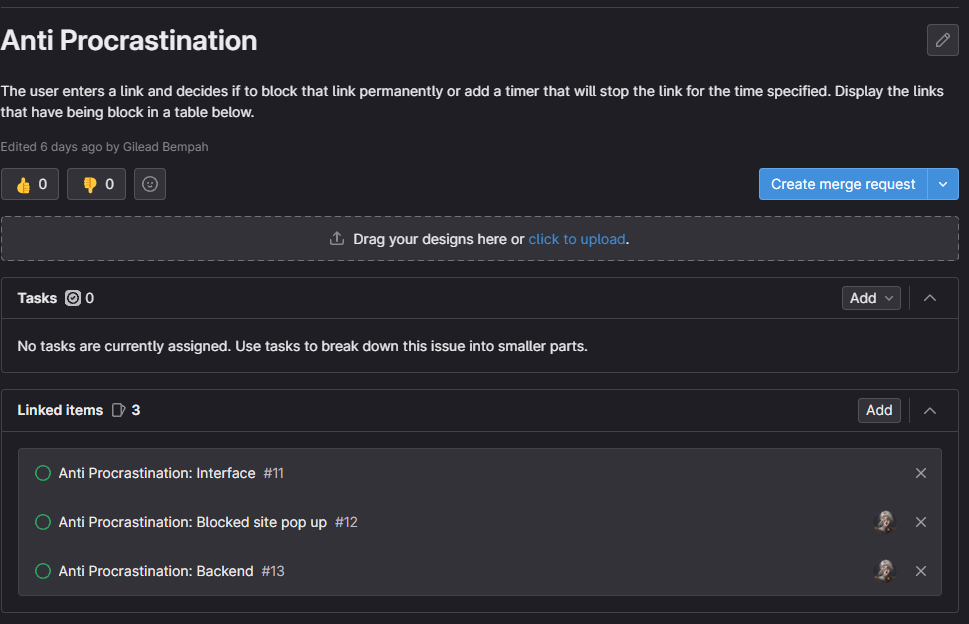 Anti Procrastination
The user enters a link and decides if to block that link permanently or add a timer that will stop the link for the time specified. Display the links
that have being block in a table below.
Edited 6 days ago by Gilead Bempah
👍 0 👎 0
Create merge request
Drag your designs here or click to upload.
Tasks 0
Add
No tasks are currently assigned. Use tasks to break down this issue into smaller parts.
Linked items 3
Add
Anti Procrastination: Interface #11
Anti Procrastination: Blocked site pop up #12
Anti Procrastination: Backend #13